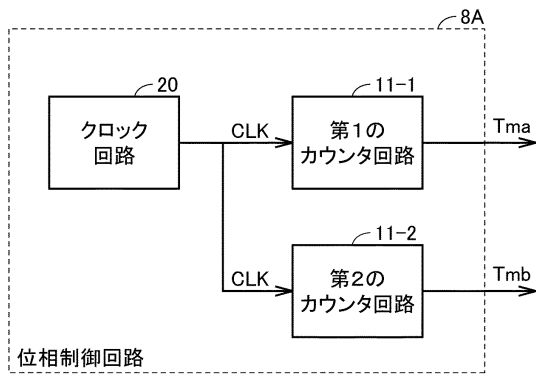 8A
20
11-1
クロック
回路
CLK
第1の
カウンタ回路
Tma
11-2
CLK
第2の
カウンタ回路
Tmb
位相制御回路